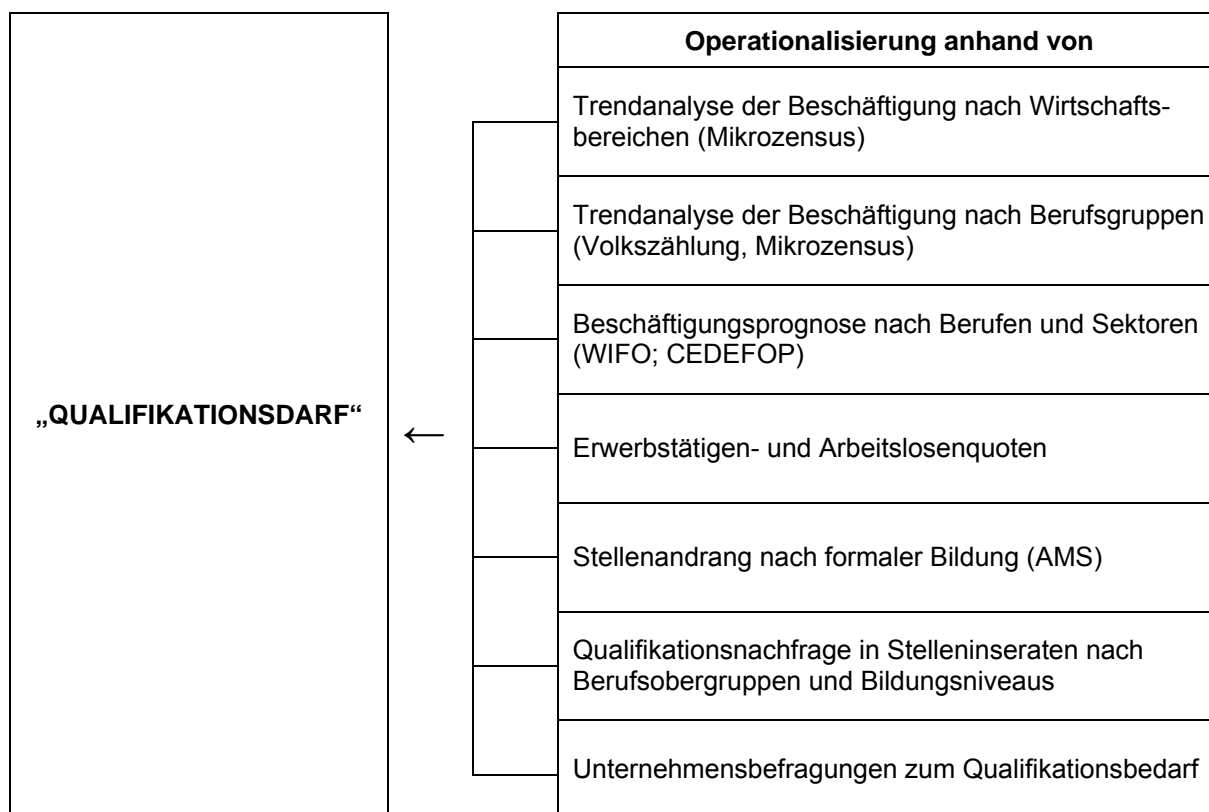 Operationalisierung anhand von
Trendanalyse der Beschäftigung nach Wirtschafts-
bereichen (Mikrozensus)
Trendanalyse der Beschäftigung nach Berufsgruppen
(Volkszählung, Mikrozensus)
Beschäftigungsprognose nach Berufen und Sektoren
(WIFO; CEDEFOP)
„QUALIFIKATIONSDARF“
←
Erwerbstätigen- und Arbeitslosenquoten
Stellenandrang nach formaler Bildung (AMS)
Qualifikationsnachfrage in Stelleninseraten nach
Berufsobergruppen und Bildungsniveaus
Unternehmensbefragungen zum Qualifikationsbedarf